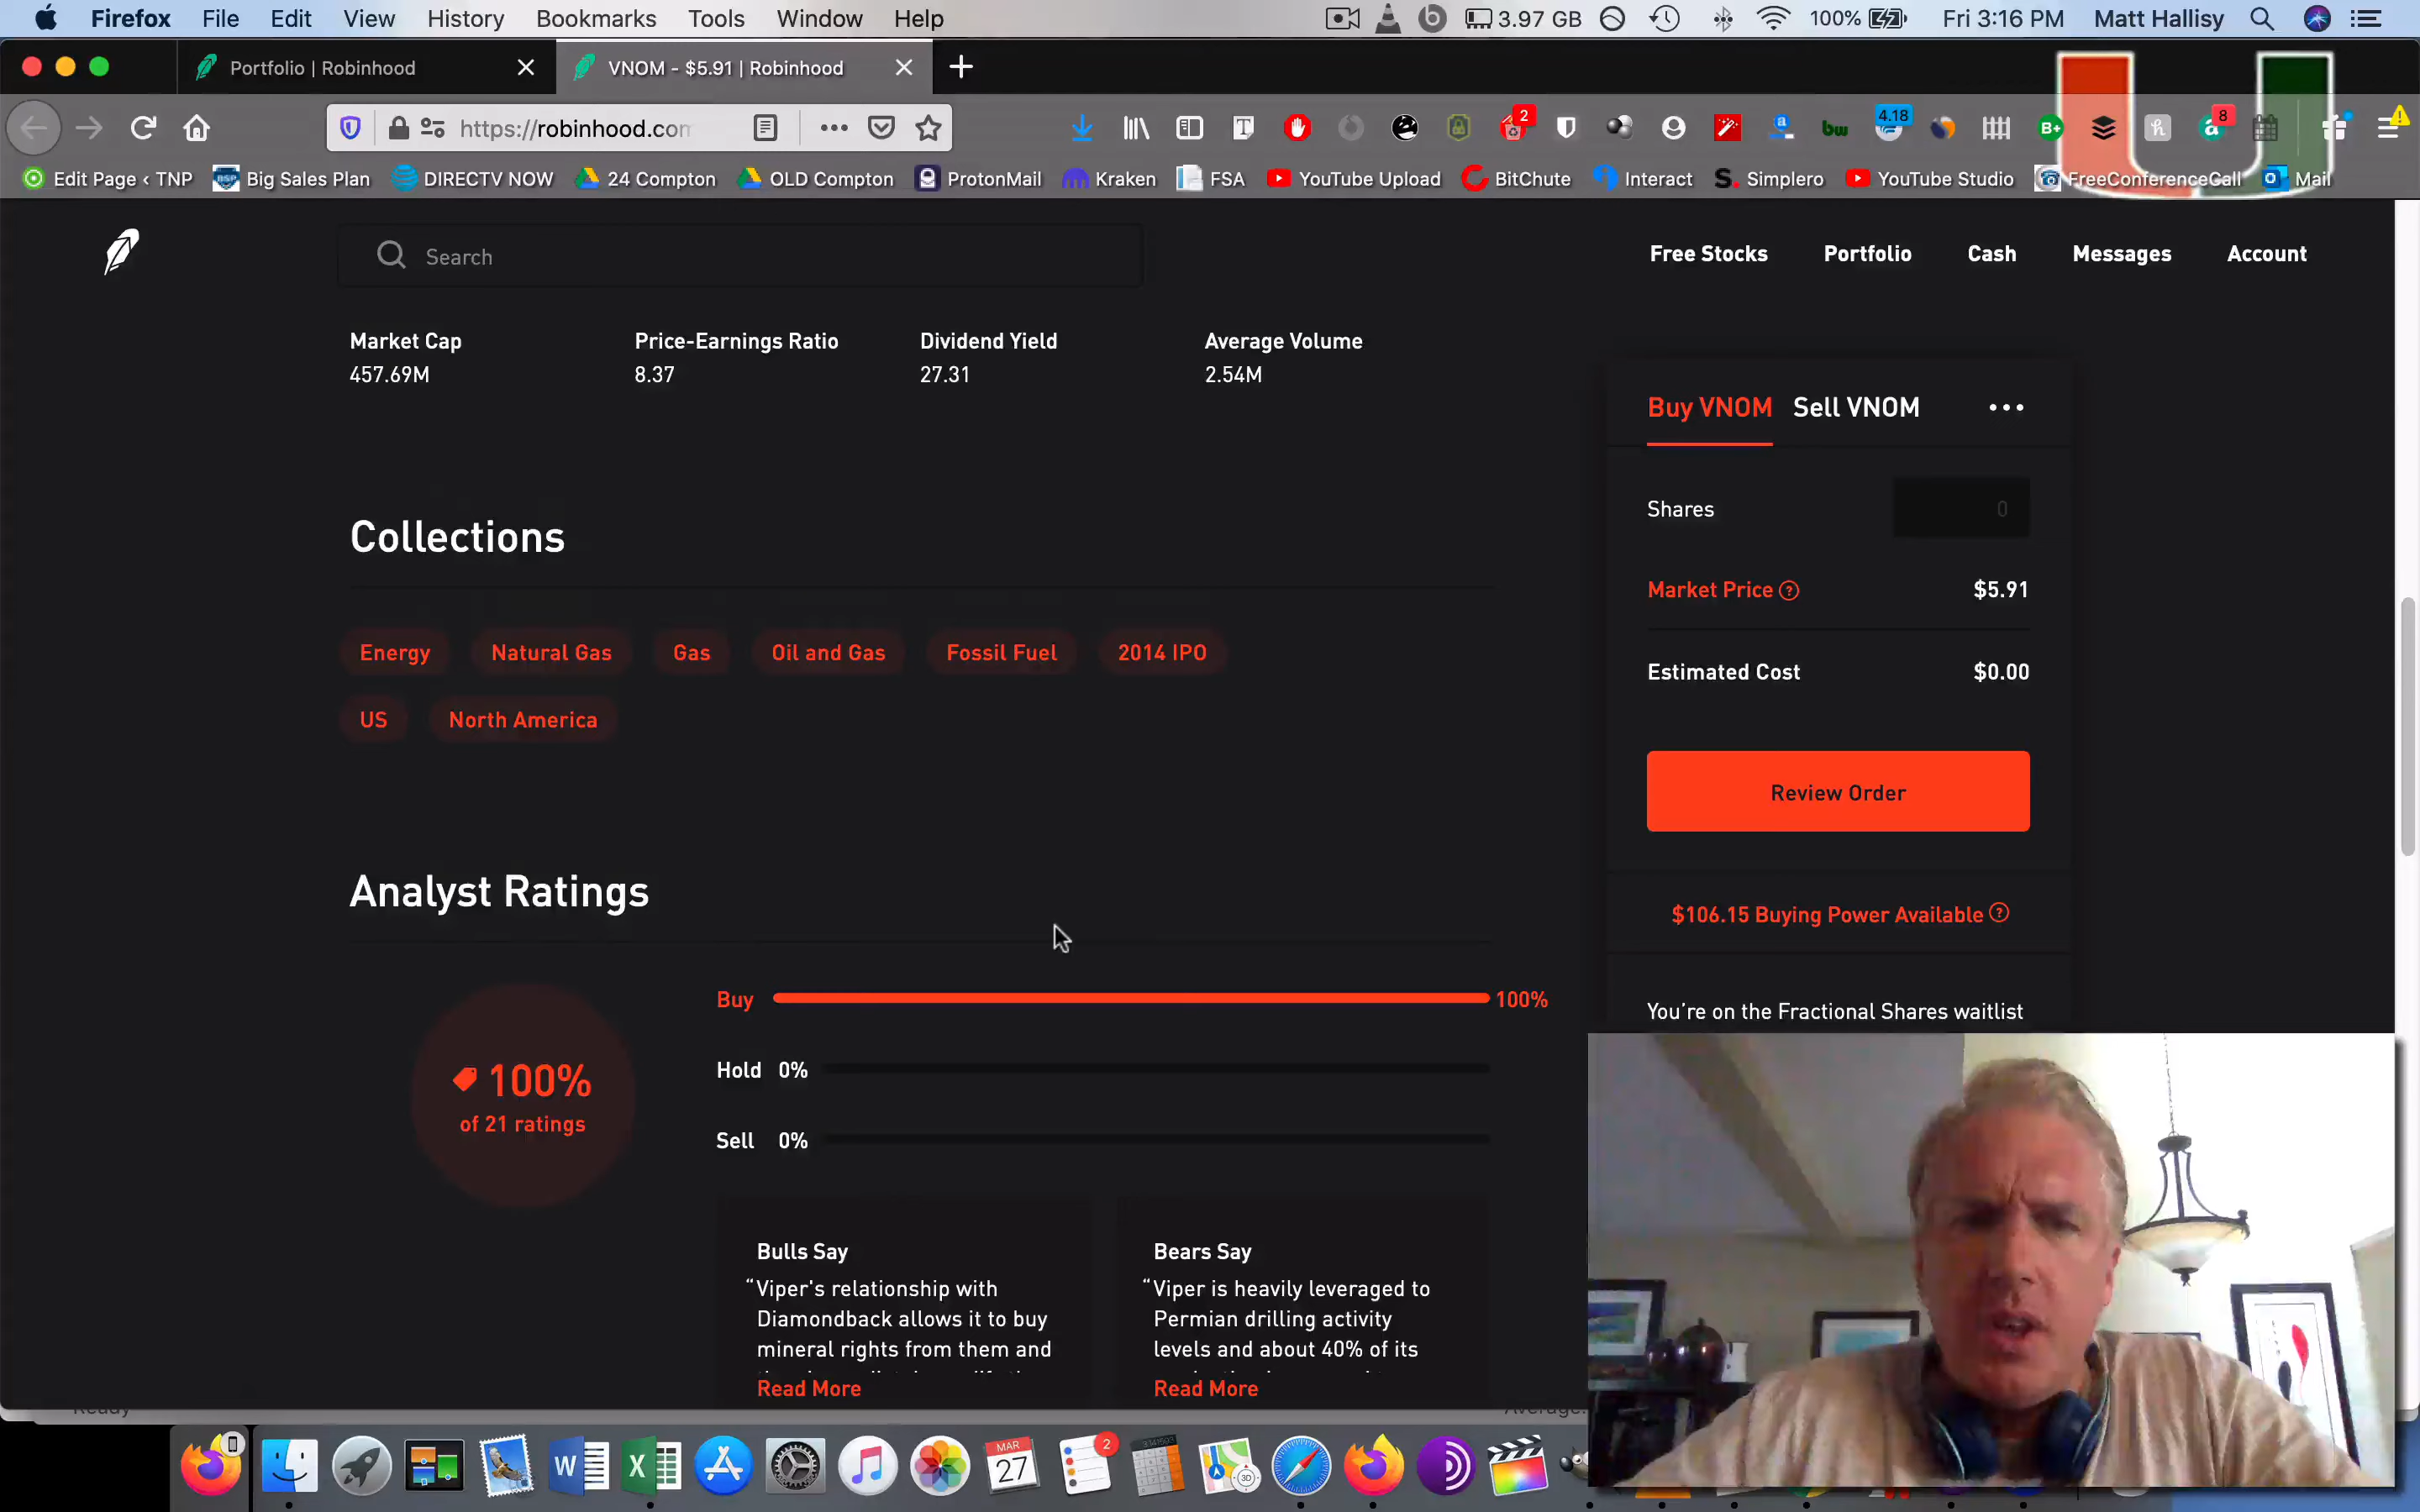 Firefox File Edit View History Bookmarks Tools Window Help 3.97 GB 100% Fri 3:16 PM Matt Hallisy
Portfolio | Robinhood VNOM - $5.91 | Robinhood
https://robinhood.com 2 4.18 B+ 8
Edit Page < TNP Big Sales Plan DIRECTV NOW 24 Compton OLD Compton ProtonMail Kraken FSA YouTube Upload BitChute Interact Simplero YouTube Studio FreeConferenceCall Mail
Search Free Stocks Portfolio Cash Messages Account
Market Cap Price-Earnings Ratio Dividend Yield Average Volume
457.69M 8.37 27.31 2.54M
Buy VNOM Sell VNOM
Shares 0
Market Price $5.91
Estimated Cost $0.00
Review Order
$106.15 Buying Power Available
You're on the Fractional Shares waitlist
Collections
Energy Natural Gas Gas Oil and Gas Fossil Fuel 2014 IPO
US North America
Analyst Ratings
100%
of 21 ratings
Buy 100%
Hold 0%
Sell 0%
Bulls Say
“Viper's relationship with
Diamondback allows it to buy
mineral rights from them and
Read More
Bears Say
“Viper is heavily leveraged to
Permian drilling activity
levels and about 40% of its
Read More
MAR
27
2